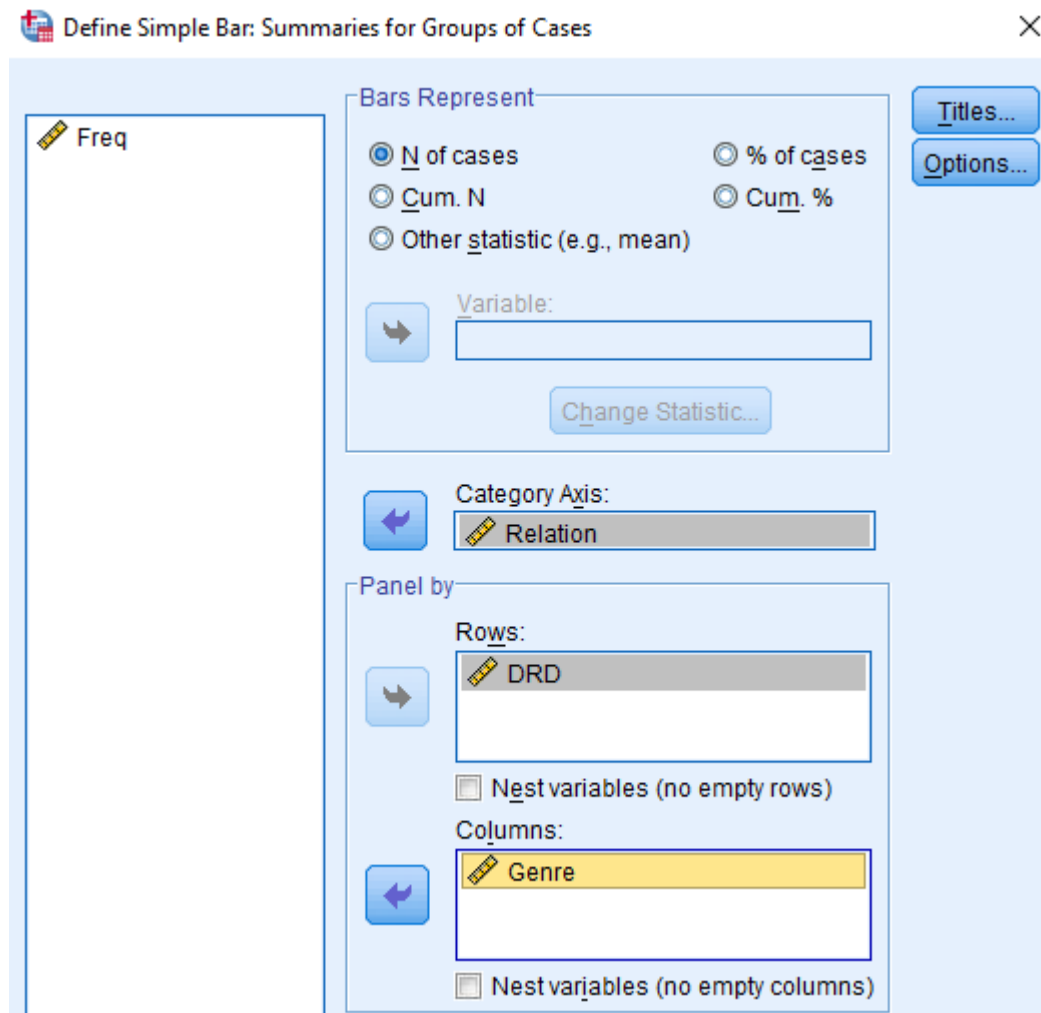 Define Simple Bar: Summaries for Groups of Cases
Freq
Bars Represent
N of cases
% of cases
Cum. N
Cum. %
Other statistic (e.g., mean)
Variable:
Change Statistic...
Category Axis:
Relation
Panel by
Rows:
DRD
Nest variables (no empty rows)
Columns:
Genre
Nest variables (no empty columns)
Titles...
Options...